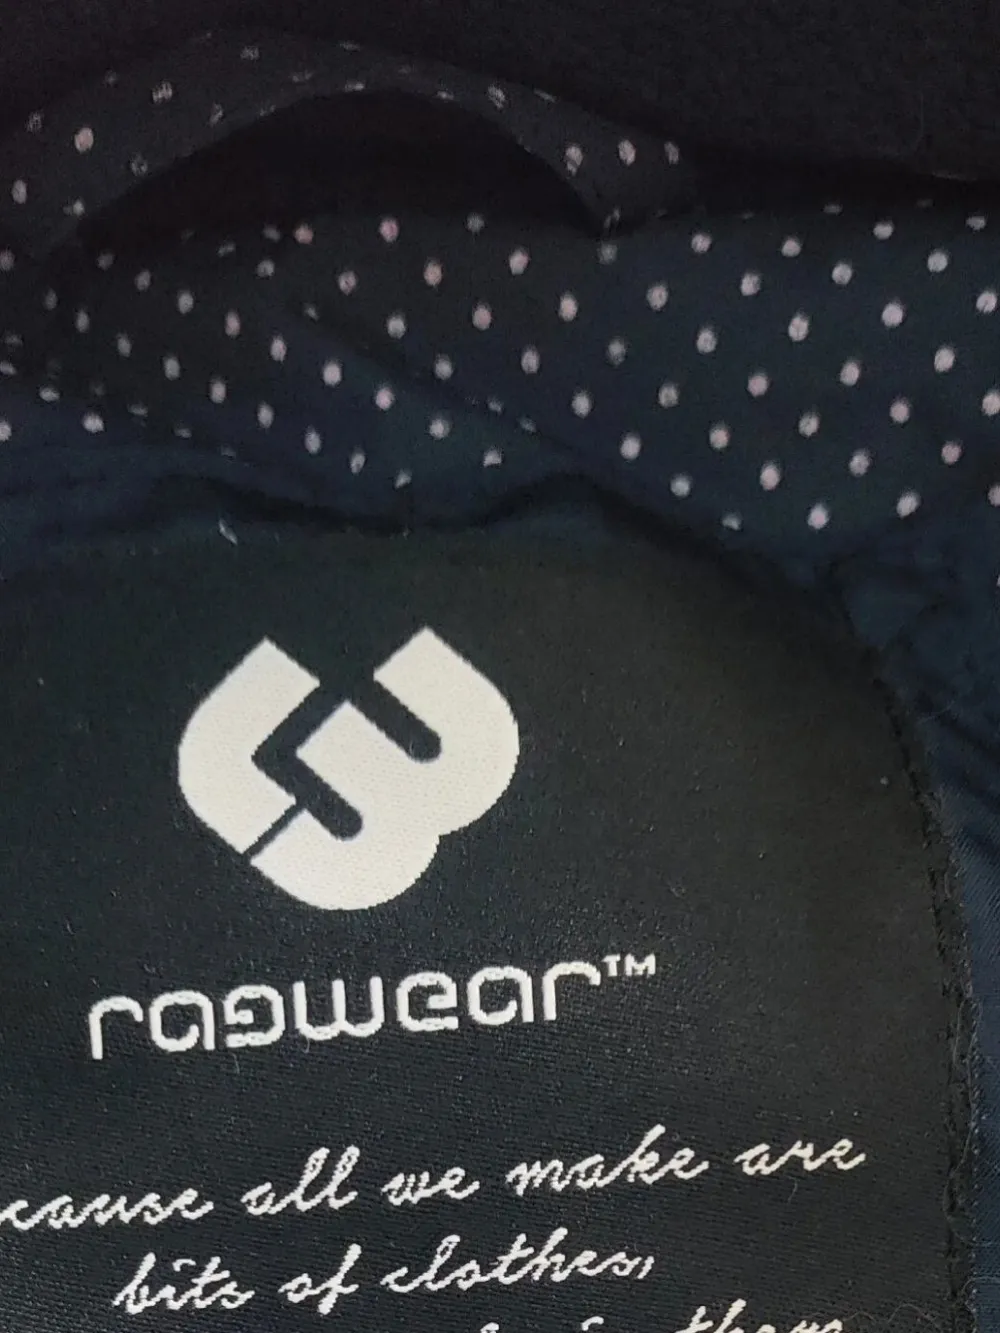 ragwear™
cause all we make are
bits of clothes,